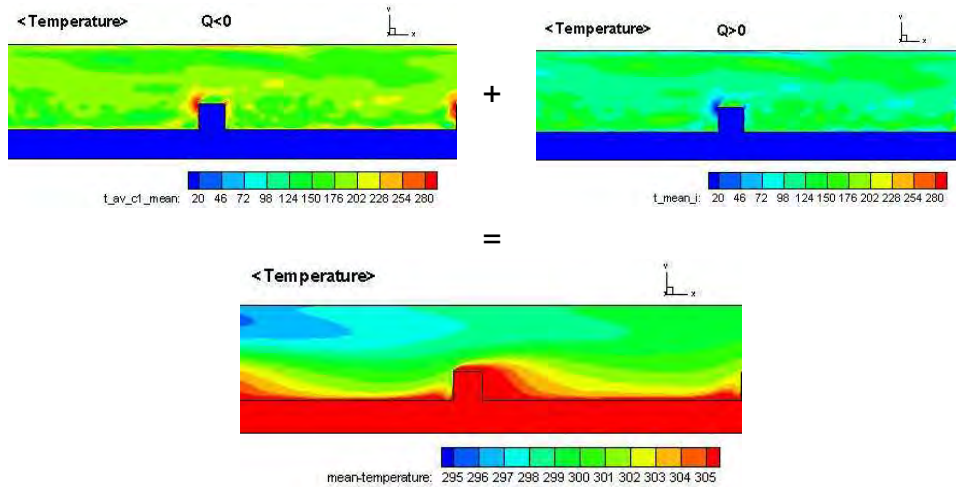 <Temperature> Q<0 Y X
<Temperature> Q>0 Y X
+
t_av_c1_mean: 20 46 72 98 124 150 176 202 228 254 280
t_mean_i: 20 46 72 98 124 150 176 202 228 254 280
=
<Temperature> Y X
mean-temperature: 295 296 297 298 299 300 301 302 303 304 305